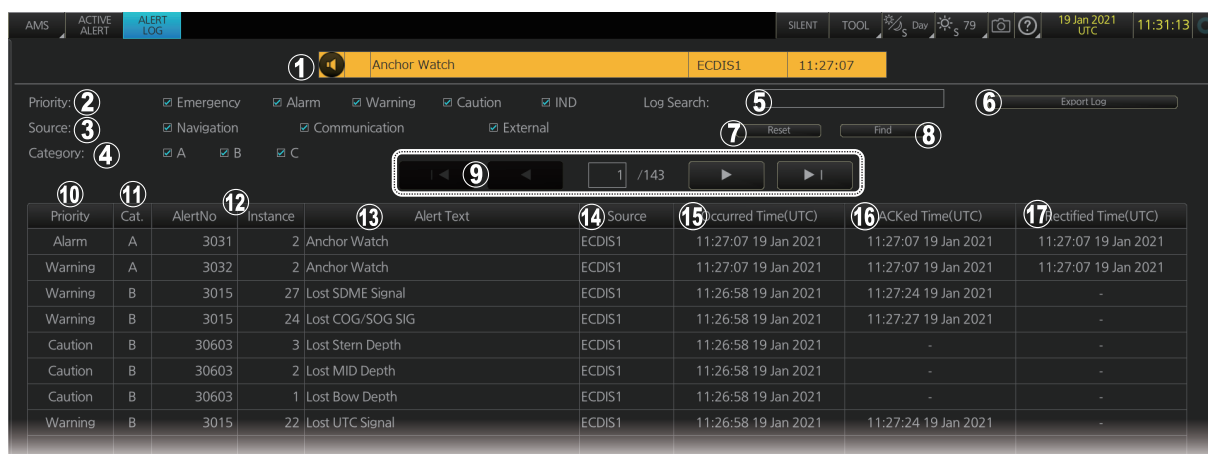 AMS ACTIVE ALERT ALERT LOG SILENT TOOL S Day S 79 ? 19 Jan 2021 UTC 11:31:13
1 Anchor Watch ECDIS1 11:27:07
Priority: 2 Emergency Alarm Warning Caution IND Log Search: 5 6 Export Log
Source: 3 Navigation Communication External 7 Reset Find 8
Category: 4 A B C
9 1 /143
10 11 12 13 14 15 16 17
Priority Cat. AlertNo Instance Alert Text Source Occurred Time(UTC) ACKed Time(UTC) Rectified Time(UTC)
Alarm A 3031 2 Anchor Watch ECDIS1 11:27:07 19 Jan 2021 11:27:07 19 Jan 2021 11:27:07 19 Jan 2021
Warning A 3032 2 Anchor Watch ECDIS1 11:27:07 19 Jan 2021 11:27:07 19 Jan 2021 11:27:07 19 Jan 2021
Warning B 3015 27 Lost SDME Signal ECDIS1 11:26:58 19 Jan 2021 11:27:24 19 Jan 2021 -
Warning B 3015 24 Lost COG/SOG SIG ECDIS1 11:26:58 19 Jan 2021 11:27:27 19 Jan 2021 -
Caution B 30603 3 Lost Stern Depth ECDIS1 11:26:58 19 Jan 2021 - -
Caution B 30603 2 Lost MID Depth ECDIS1 11:26:58 19 Jan 2021 - -
Caution B 30603 1 Lost Bow Depth ECDIS1 11:26:58 19 Jan 2021 - -
Warning B 3015 22 Lost UTC Signal ECDIS1 11:26:58 19 Jan 2021 11:27:24 19 Jan 2021 -